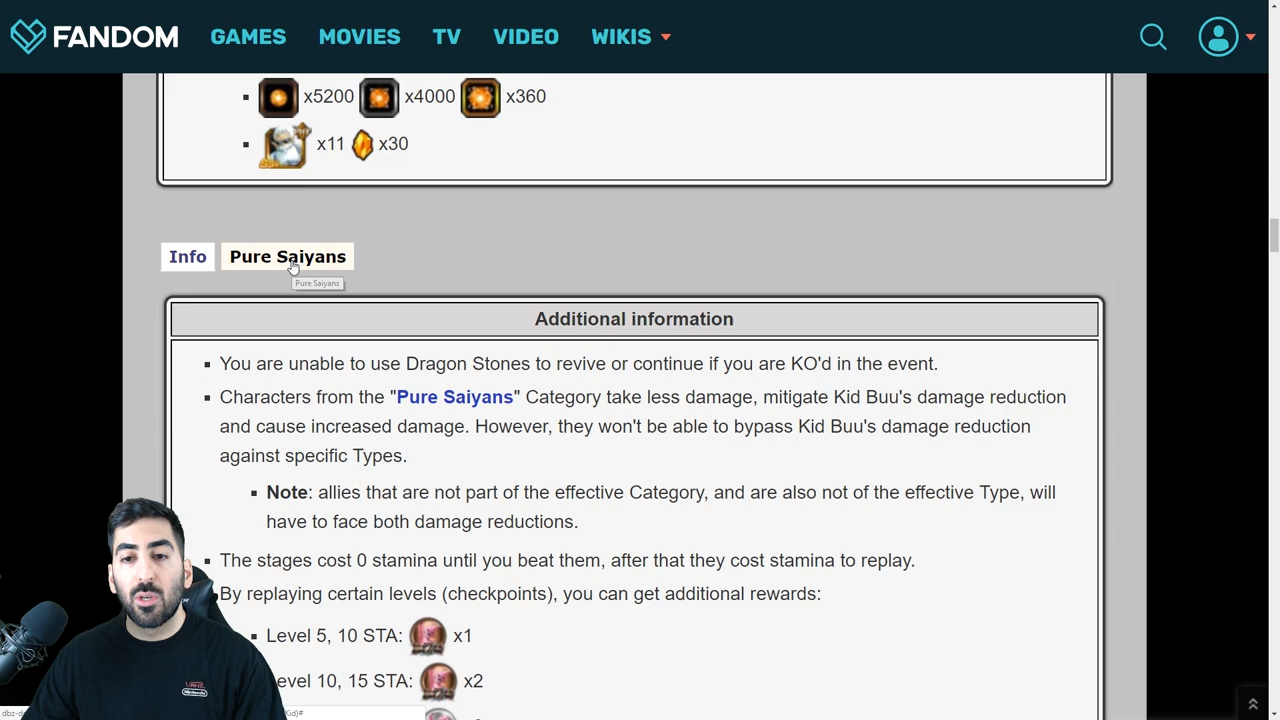 FANDOM GAMES MOVIES TV VIDEO WIKIS
x5200 x4000 x360
x11 x30
Info Pure Saiyans
Pure Saiyans
Additional information
You are unable to use Dragon Stones to revive or continue if you are KO'd in the event.
Characters from the "Pure Saiyans" Category take less damage, mitigate Kid Buu's damage reduction
and cause increased damage. However, they won't be able to bypass Kid Buu's damage reduction
against specific Types.
Note: allies that are not part of the effective Category, and are also not of the effective Type, will
have to face both damage reductions.
The stages cost 0 stamina until you beat them, after that they cost stamina to replay.
By replaying certain levels (checkpoints), you can get additional rewards:
Level 5, 10 STA: x1
evel 10, 15 STA: x2
VANS
Nintendo